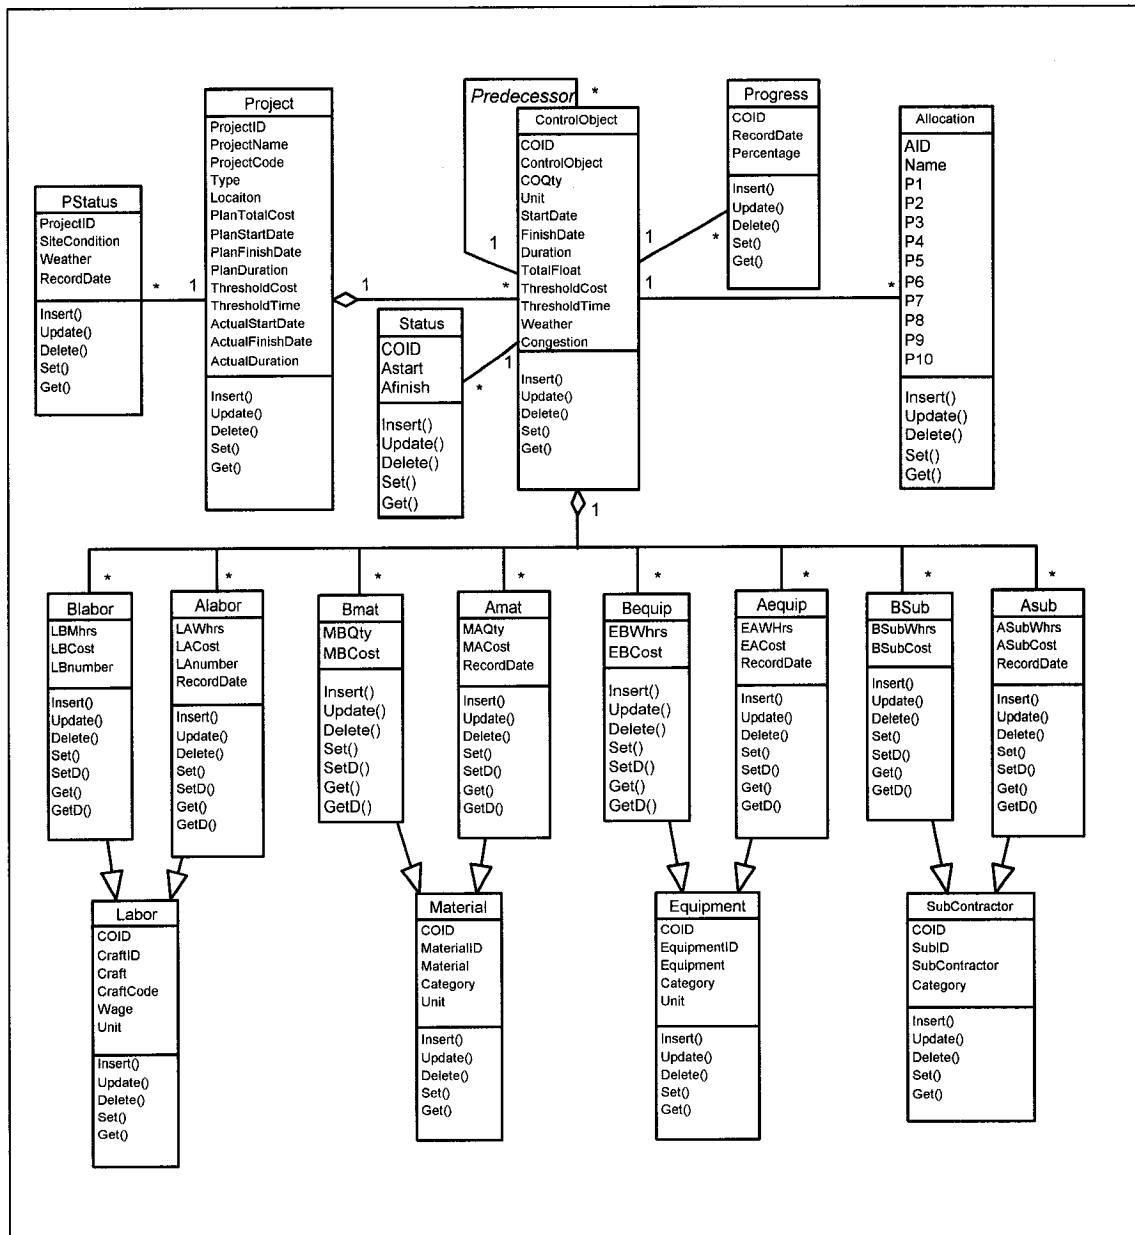 Project
ProjectID
ProjectName
ProjectCode
Type
Locaiton
PlanTotalCost
PlanStartDate
PlanFinishDate
PlanDuration
ThresholdCost
ThresholdTime
ActualStartDate
ActualFinishDate
ActualDuration
Insert()
Update()
Delete()
Set()
Get()
PStatus
ProjectID
SiteCondition
Weather
RecordDate
Insert()
Update()
Delete()
Set()
Get()
* 1
1 *
Predecessor *
1
ControlObject
COID
ControlObject
COQty
Unit
StartDate
FinishDate
Duration
TotalFloat
ThresholdCost
ThresholdTime
Weather
Congestion
Insert()
Update()
Delete()
Set()
Get()
Status
COID
Astart
Afinish
Insert()
Update()
Delete()
Set()
Get()
1
*
Progress
COID
RecordDate
Percentage
Insert()
Update()
Delete()
Set()
Get()
1 *
1 *
Allocation
AID
Name
P1
P2
P3
P4
P5
P6
P7
P8
P9
P10
Insert()
Update()
Delete()
Set()
Get()
1
* * * * * * * *
Blabor
LBMhrs
LBCost
LBnumber
Insert()
Update()
Delete()
Set()
SetD()
Get()
GetD()
Alabor
LAWhrs
LACost
LAnumber
RecordDate
Insert()
Update()
Delete()
Set()
SetD()
Get()
GetD()
Bmat
MBQty
MBCost
Insert()
Update()
Delete()
Set()
SetD()
Get()
GetD()
Amat
MAQty
MACost
RecordDate
Insert()
Update()
Delete()
Set()
SetD()
Get()
GetD()
Bequip
EBWhrs
EBCost
Insert()
Update()
Delete()
Set()
SetD()
Get()
GetD()
Aequip
EAWHrs
EACost
RecordDate
Insert()
Update()
Delete()
Set()
SetD()
Get()
GetD()
BSub
BSubWhrs
BSubCost
Insert()
Update()
Delete()
Set()
SetD()
Get()
GetD()
Asub
ASubWhrs
ASubCost
RecordDate
Insert()
Update()
Delete()
Set()
SetD()
Get()
GetD()
Labor
COID
CraftID
Craft
CraftCode
Wage
Unit
Insert()
Update()
Delete()
Set()
Get()
Material
COID
MaterialID
Material
Category
Unit
Insert()
Update()
Delete()
Set()
Get()
Equipment
COID
EquipmentID
Equipment
Category
Unit
Insert()
Update()
Delete()
Set()
Get()
SubContractor
COID
SubID
SubContractor
Category
Insert()
Update()
Delete()
Set()
Get()